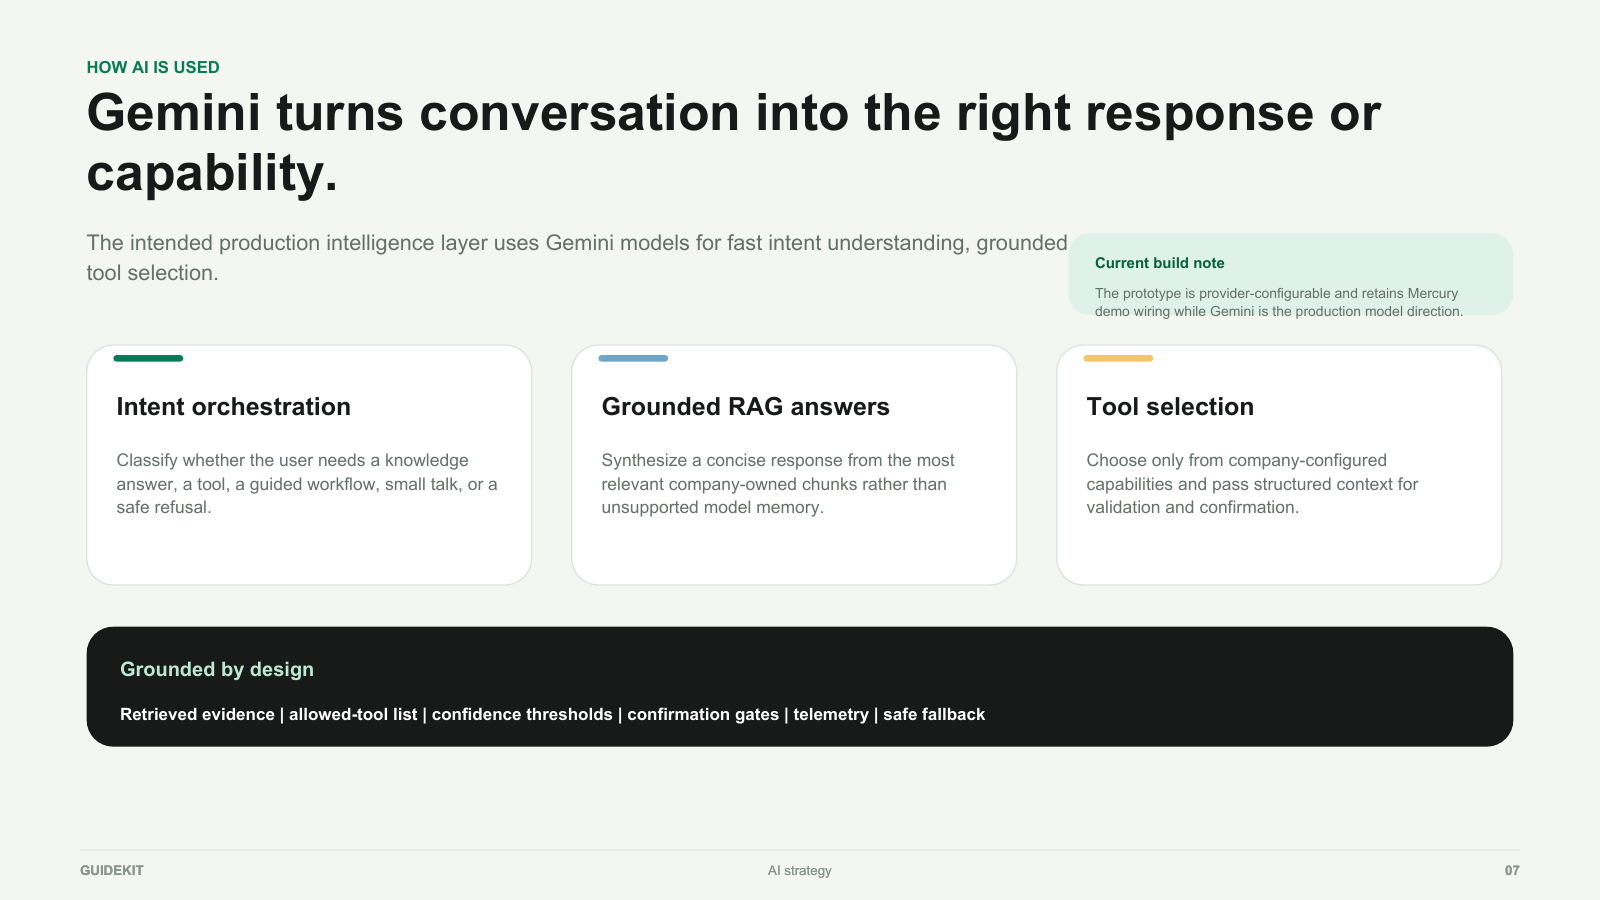 HOW AI IS USED
Gemini turns conversation into the right response or
capability.
The intended production intelligence layer uses Gemini models for fast intent understanding, grounded
tool selection.
Current build note
The prototype is provider-configurable and retains Mercury
demo wiring while Gemini is the production model direction.
Intent orchestration
Classify whether the user needs a knowledge
answer, a tool, a guided workflow, small talk, or a
safe refusal.
Grounded RAG answers
Synthesize a concise response from the most
relevant company-owned chunks rather than
unsupported model memory.
Tool selection
Choose only from company-configured
capabilities and pass structured context for
validation and confirmation.
Grounded by design
Retrieved evidence | allowed-tool list | confidence thresholds | confirmation gates | telemetry | safe fallback
GUIDEKIT
AI strategy
07